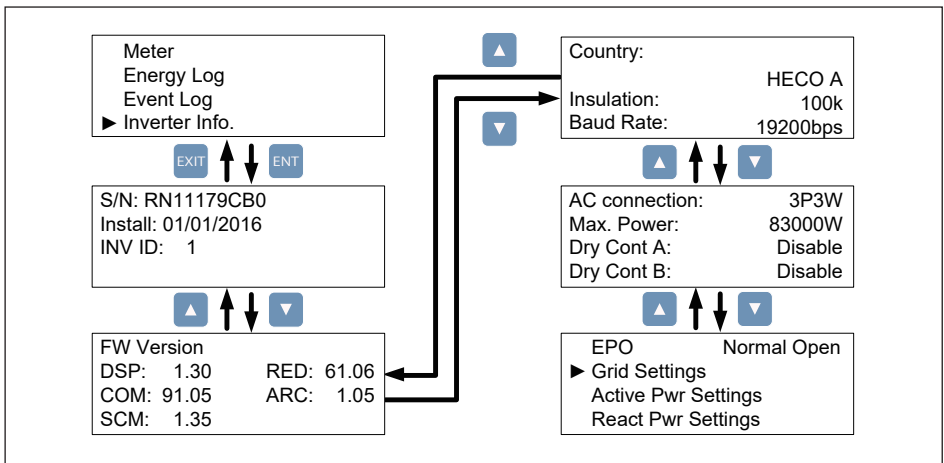 Meter
Energy Log
Event Log
► Inverter Info.
EXIT
ENT
S/N: RN11179CB0
Install: 01/01/2016
INV ID: 1
▲
▼
FW Version
DSP: 1.30 RED: 61.06
COM: 91.05 ARC: 1.05
SCM: 1.35
▲
▼
Country:
HECO A
Insulation: 100k
Baud Rate: 19200bps
▲
▼
AC connection: 3P3W
Max. Power: 83000W
Dry Cont A: Disable
Dry Cont B: Disable
▲
▼
EPO Normal Open
► Grid Settings
Active Pwr Settings
React Pwr Settings